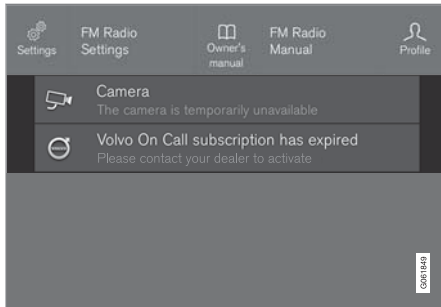 Settings
FM Radio
Settings
Owner's
manual
FM Radio
Manual
Profile
Camera
The camera is temporarily unavailable
Volvo On Call subscription has expired
Please contact your dealer to activate
G061849